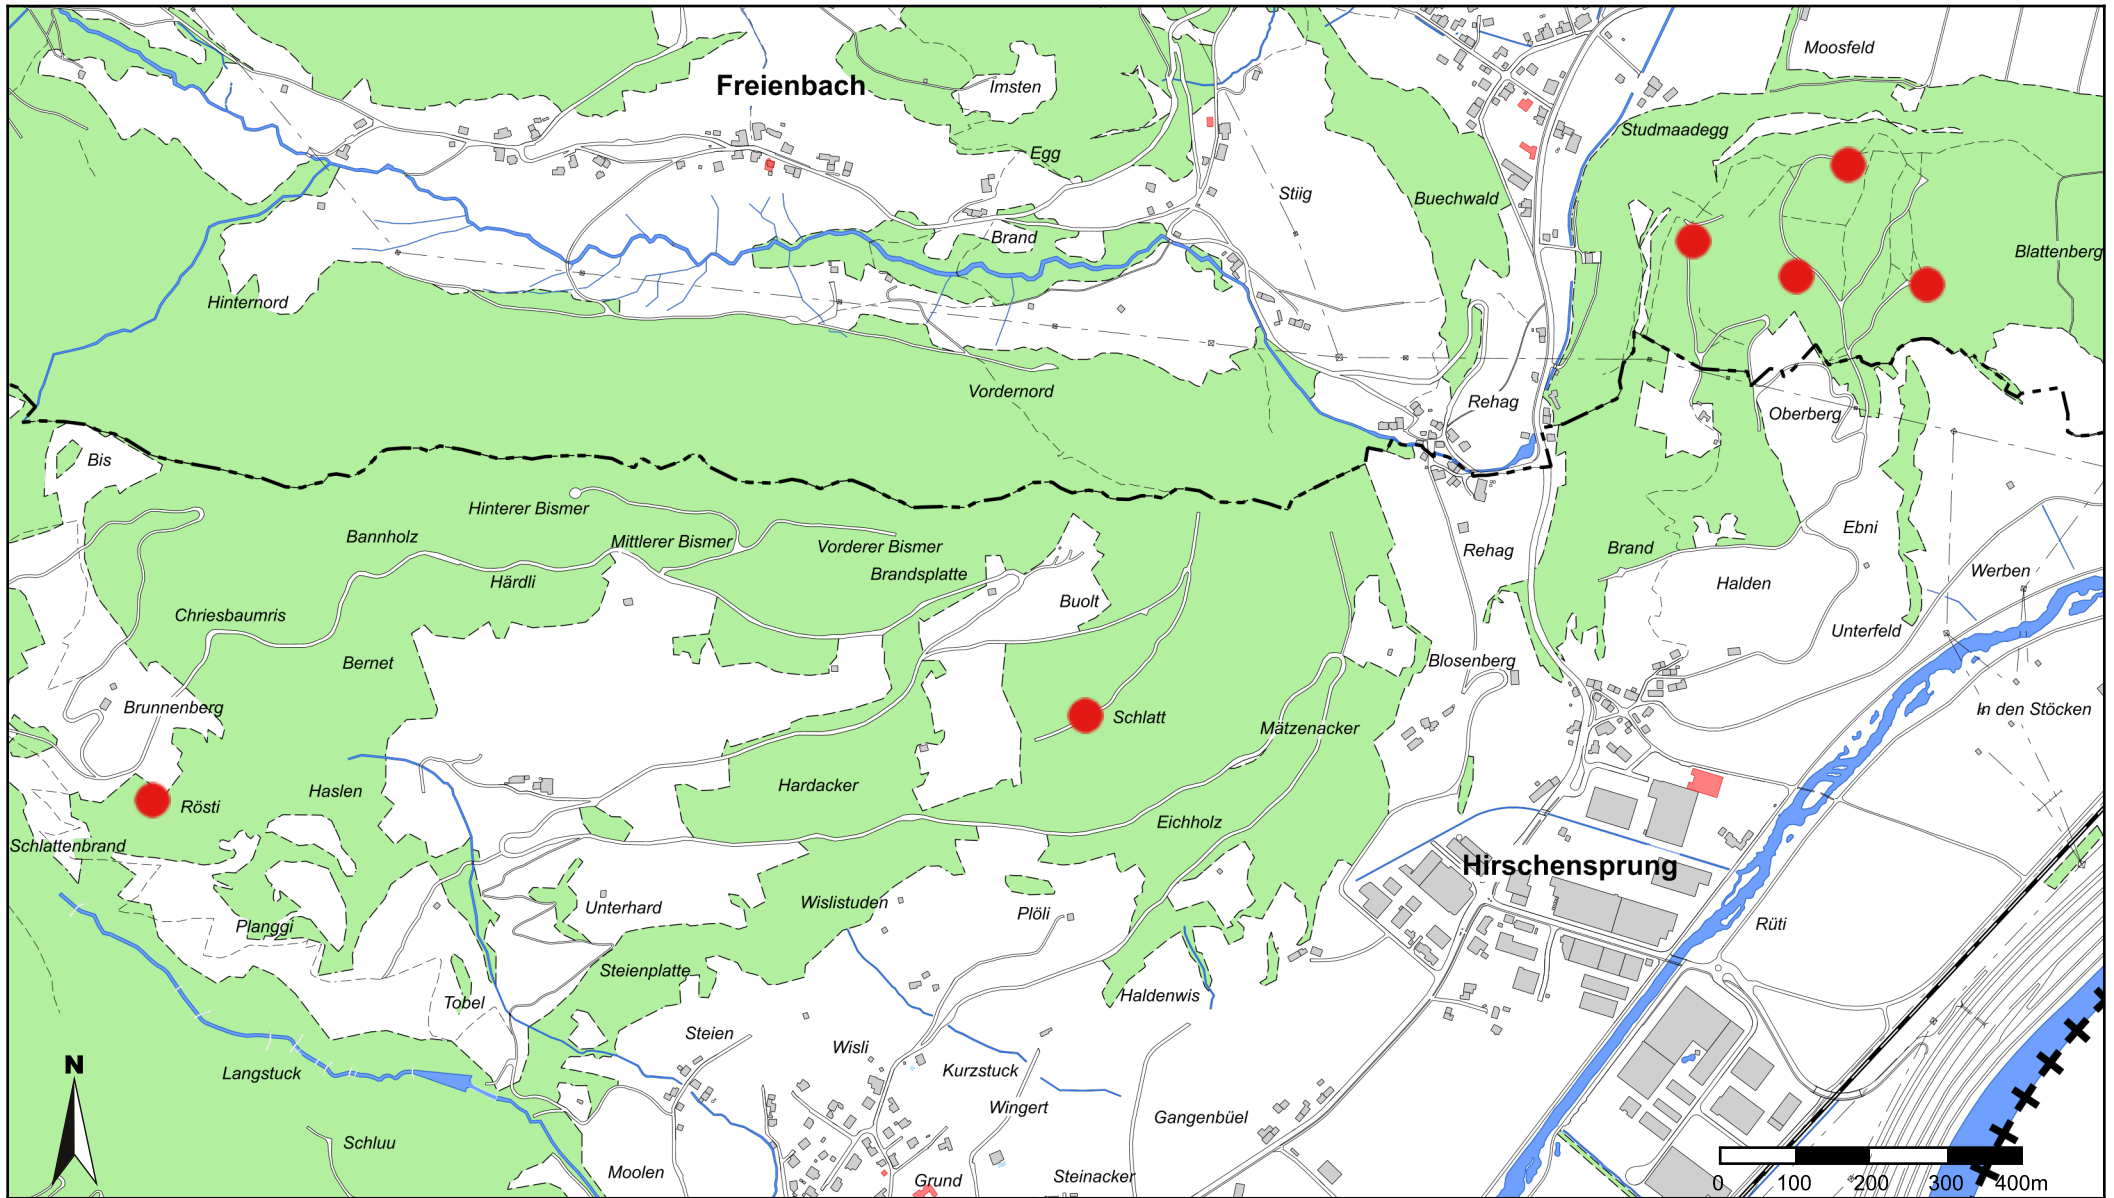 Moosfeld
Freienbach
Imsten
Studmaadegg
Egg
Stiig
Buechwald
Brand
Blattenberg
Hinternord
Vordernord
Rehag
Oberberg
Bis
Hinterer Bismer
Bannholz
Mittlerer Bismer
Vorderer Bismer
Ebni
Rehag
Brand
Brandsplatte
Werben
Härdli
Halden
Buolt
Chriesbaumris
Unterfeld
Bernet
Blosenberg
Brunnenberg
In den Stöcken
Schlatt
Mätzenacker
Hardacker
Haslen
Rösti
Eichholz
Schlattenbrand
Hirschensprung
Wislistuden
Unterhard
Plöli
Planggi
Rüti
Steienplatte
Haldenwis
Tobel
Steien
Wisli
N
Langstuck
Kurzstuck
Wingert
Gangenbüel
Schluu
Moolen
Grund
Steinacker
0 100 200 300 400m